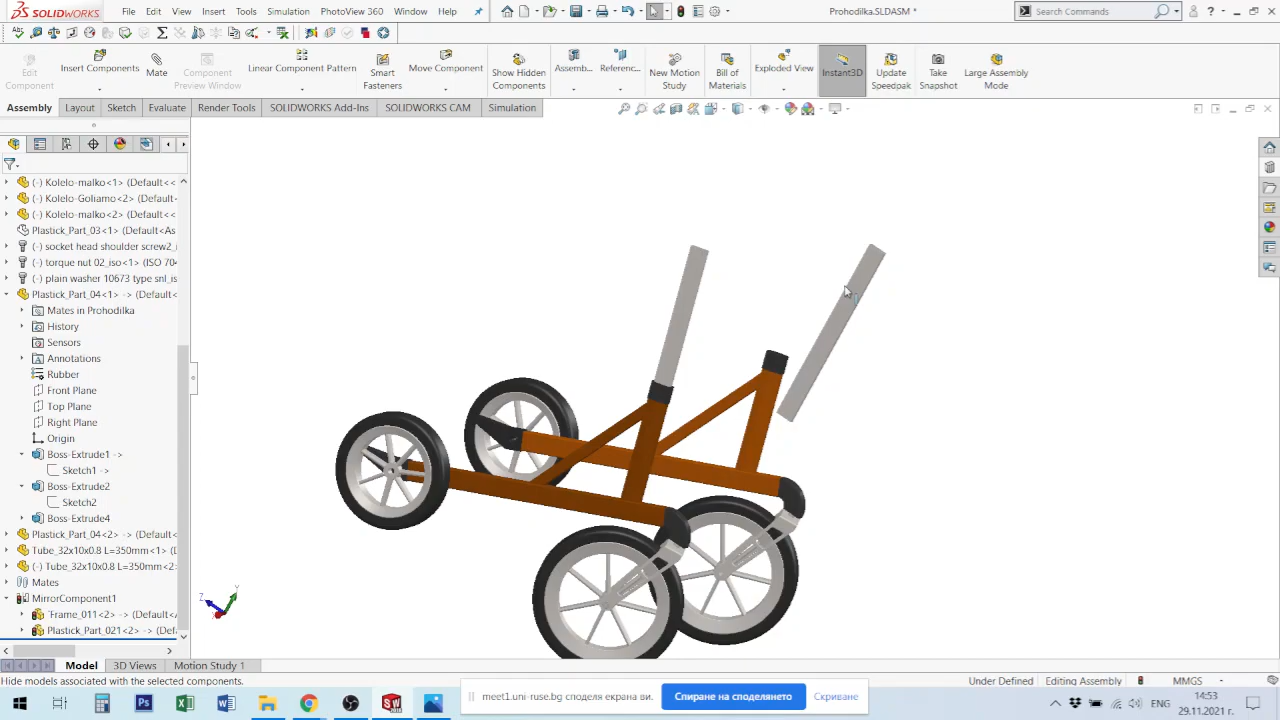 SOLIDWORKS File Edit View Insert Tools Simulation PhotoView 360 Window Help Prohodilka.SLDASM * Search Commands
Edit Component
Insert Components
Mate
Component Preview Window
Linear Component Pattern
Smart Fasteners
Move Component
Show Hidden Components
Assemb...
Referenc...
New Motion Study
Bill of Materials
Exploded View
Instant3D
Update Speedpak
Take Snapshot
Large Assembly Mode
Assembly Layout Sketch Evaluate Render Tools SOLIDWORKS Add-Ins SOLIDWORKS CAM Simulation
(-) Kolelo-malko<1> (Default<<
(-) Kolelo-Goliamo<2> (Default-
(-) Kolelo-malko<2> (Default<<
Plastick_Part_03<1> (Default<As
(-) socket head shoulder screw2_i
(-) torque nut 02_iso<1> (ISO 704
(-) plain washer 10673 type snl_is
Plastick_Part_04<1> -> (Default<
Mates in Prohodilka
History
Sensors
Annotations
Rubber
Front Plane
Top Plane
Right Plane
Origin
Boss-Extrude1 ->
Sketch1 ->
Boss-Extrude2
Sketch2
Boss-Extrude4
Plastick_Part_04<2> -> (Default<
Tube_32x10x0.8 L=350mm<1> (D
(-) Tube_32x10x0.8 L=350mm<2
Mates
MirrorComponent1
Frame_011<2> -> (Default<A
Plastick_Part_021<2> -> (Def
Z Y
Model 3D Views Motion Study 1
Hide models associated with the selected components. Under Defined Editing Assembly MMGS
meet1.uni-ruse.bg споделя екрана ви. Спиране на споделянето Скриване
ENG
14:53
29.11.2021 г.